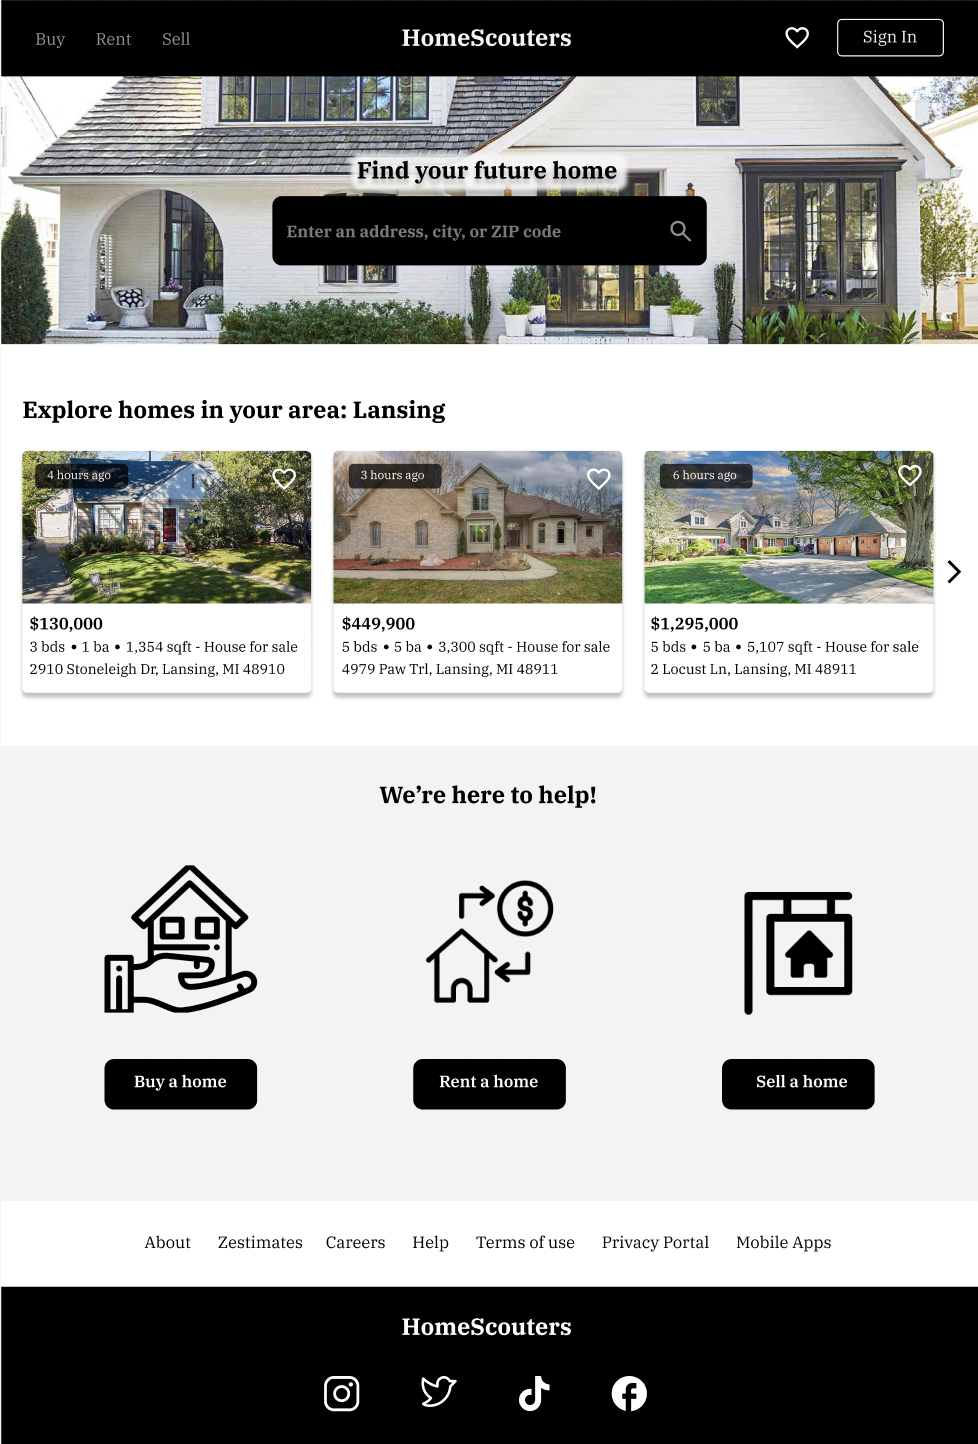 Buy Rent Sell HomeScouters Sign In
Find your future home
Enter an address, city, or ZIP code
Explore homes in your area: Lansing
4 hours ago
$130,000
3 bds • 1 ba • 1,354 sqft - House for sale
2910 Stoneleigh Dr, Lansing, MI 48910
3 hours ago
$449,900
5 bds • 5 ba • 3,300 sqft - House for sale
4979 Paw Trl, Lansing, MI 48911
6 hours ago
$1,295,000
5 bds • 5 ba • 5,107 sqft - House for sale
2 Locust Ln, Lansing, MI 48911
We’re here to help!
Buy a home
Rent a home
Sell a home
About Zestimates Careers Help Terms of use Privacy Portal Mobile Apps
HomeScouters